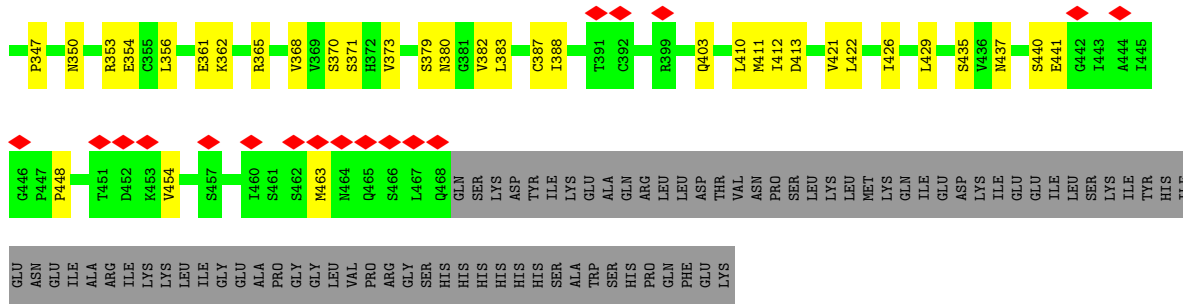 P347 N350 R353 E354 C355 L356 E361 K362 R365 V368 V369 S370 S371 H372 V373 S379 N380 G381 V382 L383 C387 I388 T391 C392 R399 Q403 L410 M411 I412 D413 V421 L422 I426 L429 S435 V436 N437 S440 E441 G442 I443 A444 I445
G446 P447 P448 T451 D452 K453 V454 S457 I460 S461 S462 M463 N464 Q465 S466 L467 Q468 GLN SER LYS ASP TYR ILE LYS GLU ALA GLN ARG LEU LEU ASP THR VAL ASN PRO SER LEU LYS LEU MET LYS GLN ILE GLU ASP LYS ILE GLU GLU ILE LEU SER LYS ILE TYR HIS ILE
GLU ASN GLU ILE ALA ARG ILE LYS LYS LEU ILE GLY GLU ALA PRO GLY GLY LEU VAL PRO ARG GLY SER HIS HIS HIS HIS HIS HIS SER ALA TRP SER HIS PRO GLN PHE GLU LYS